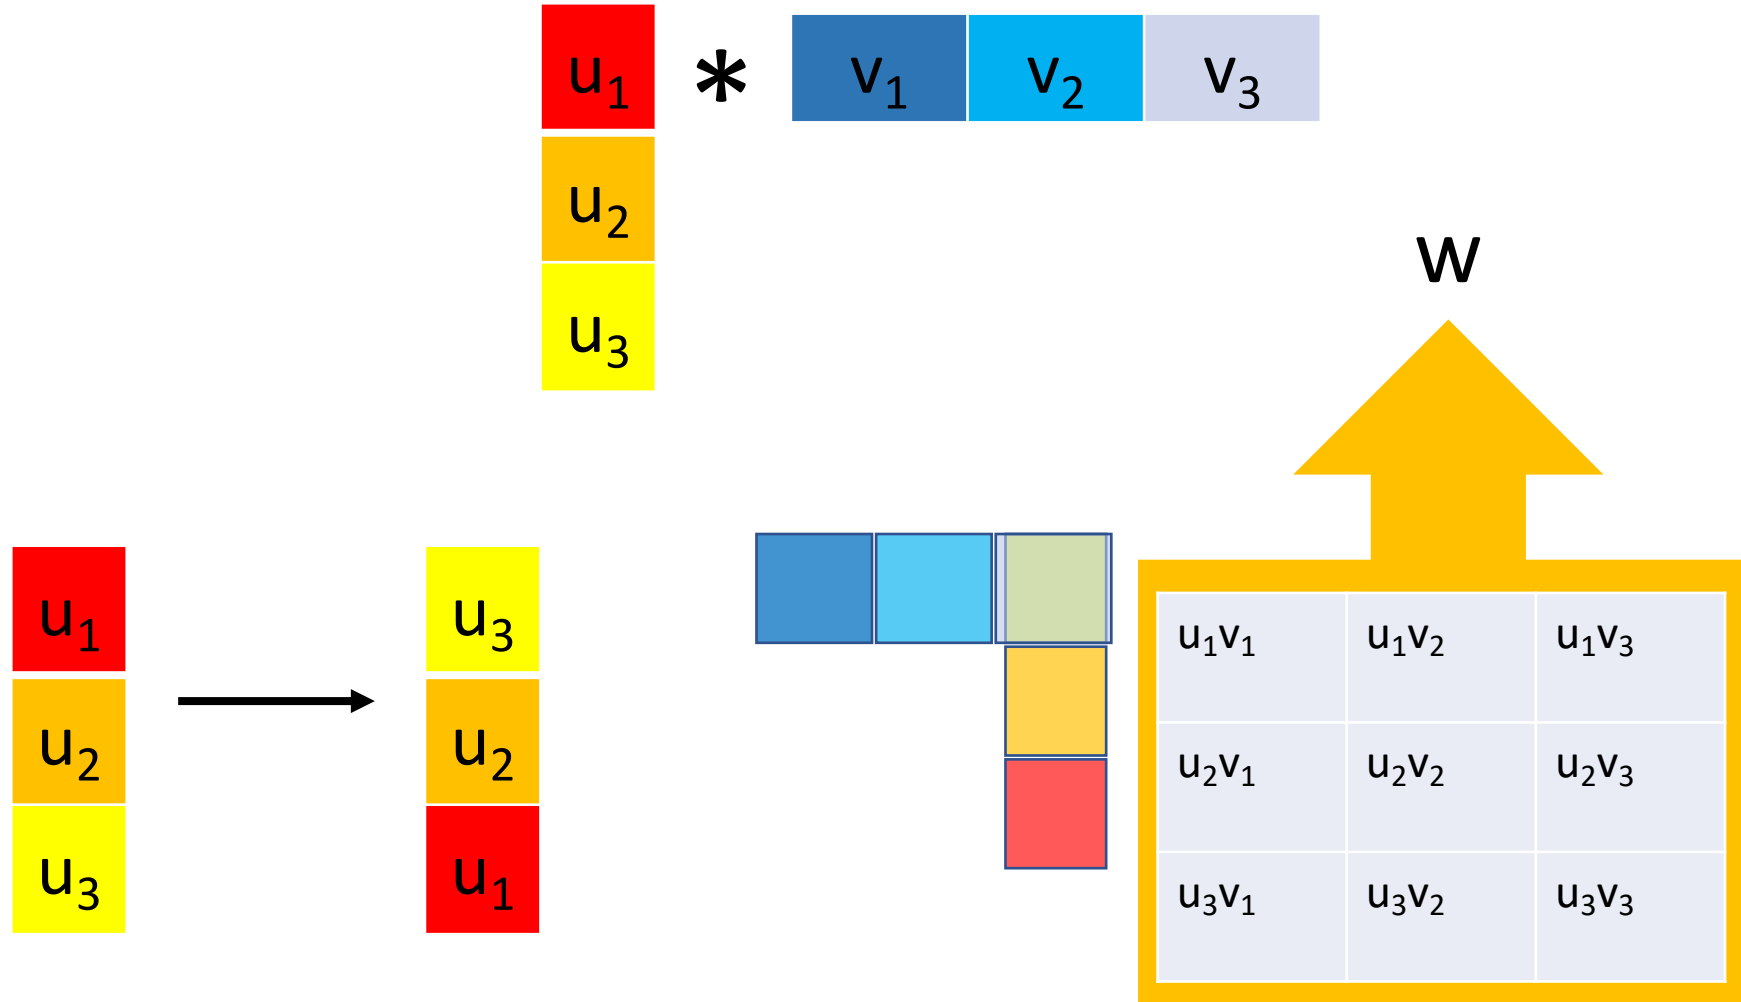 u₁ * v₁ v₂ v₃
u₂
u₃
w
u₁ u₃
u₂ u₂
u₃ u₁
u₁v₁ u₁v₂ u₁v₃
u₂v₁ u₂v₂ u₂v₃
u₃v₁ u₃v₂ u₃v₃